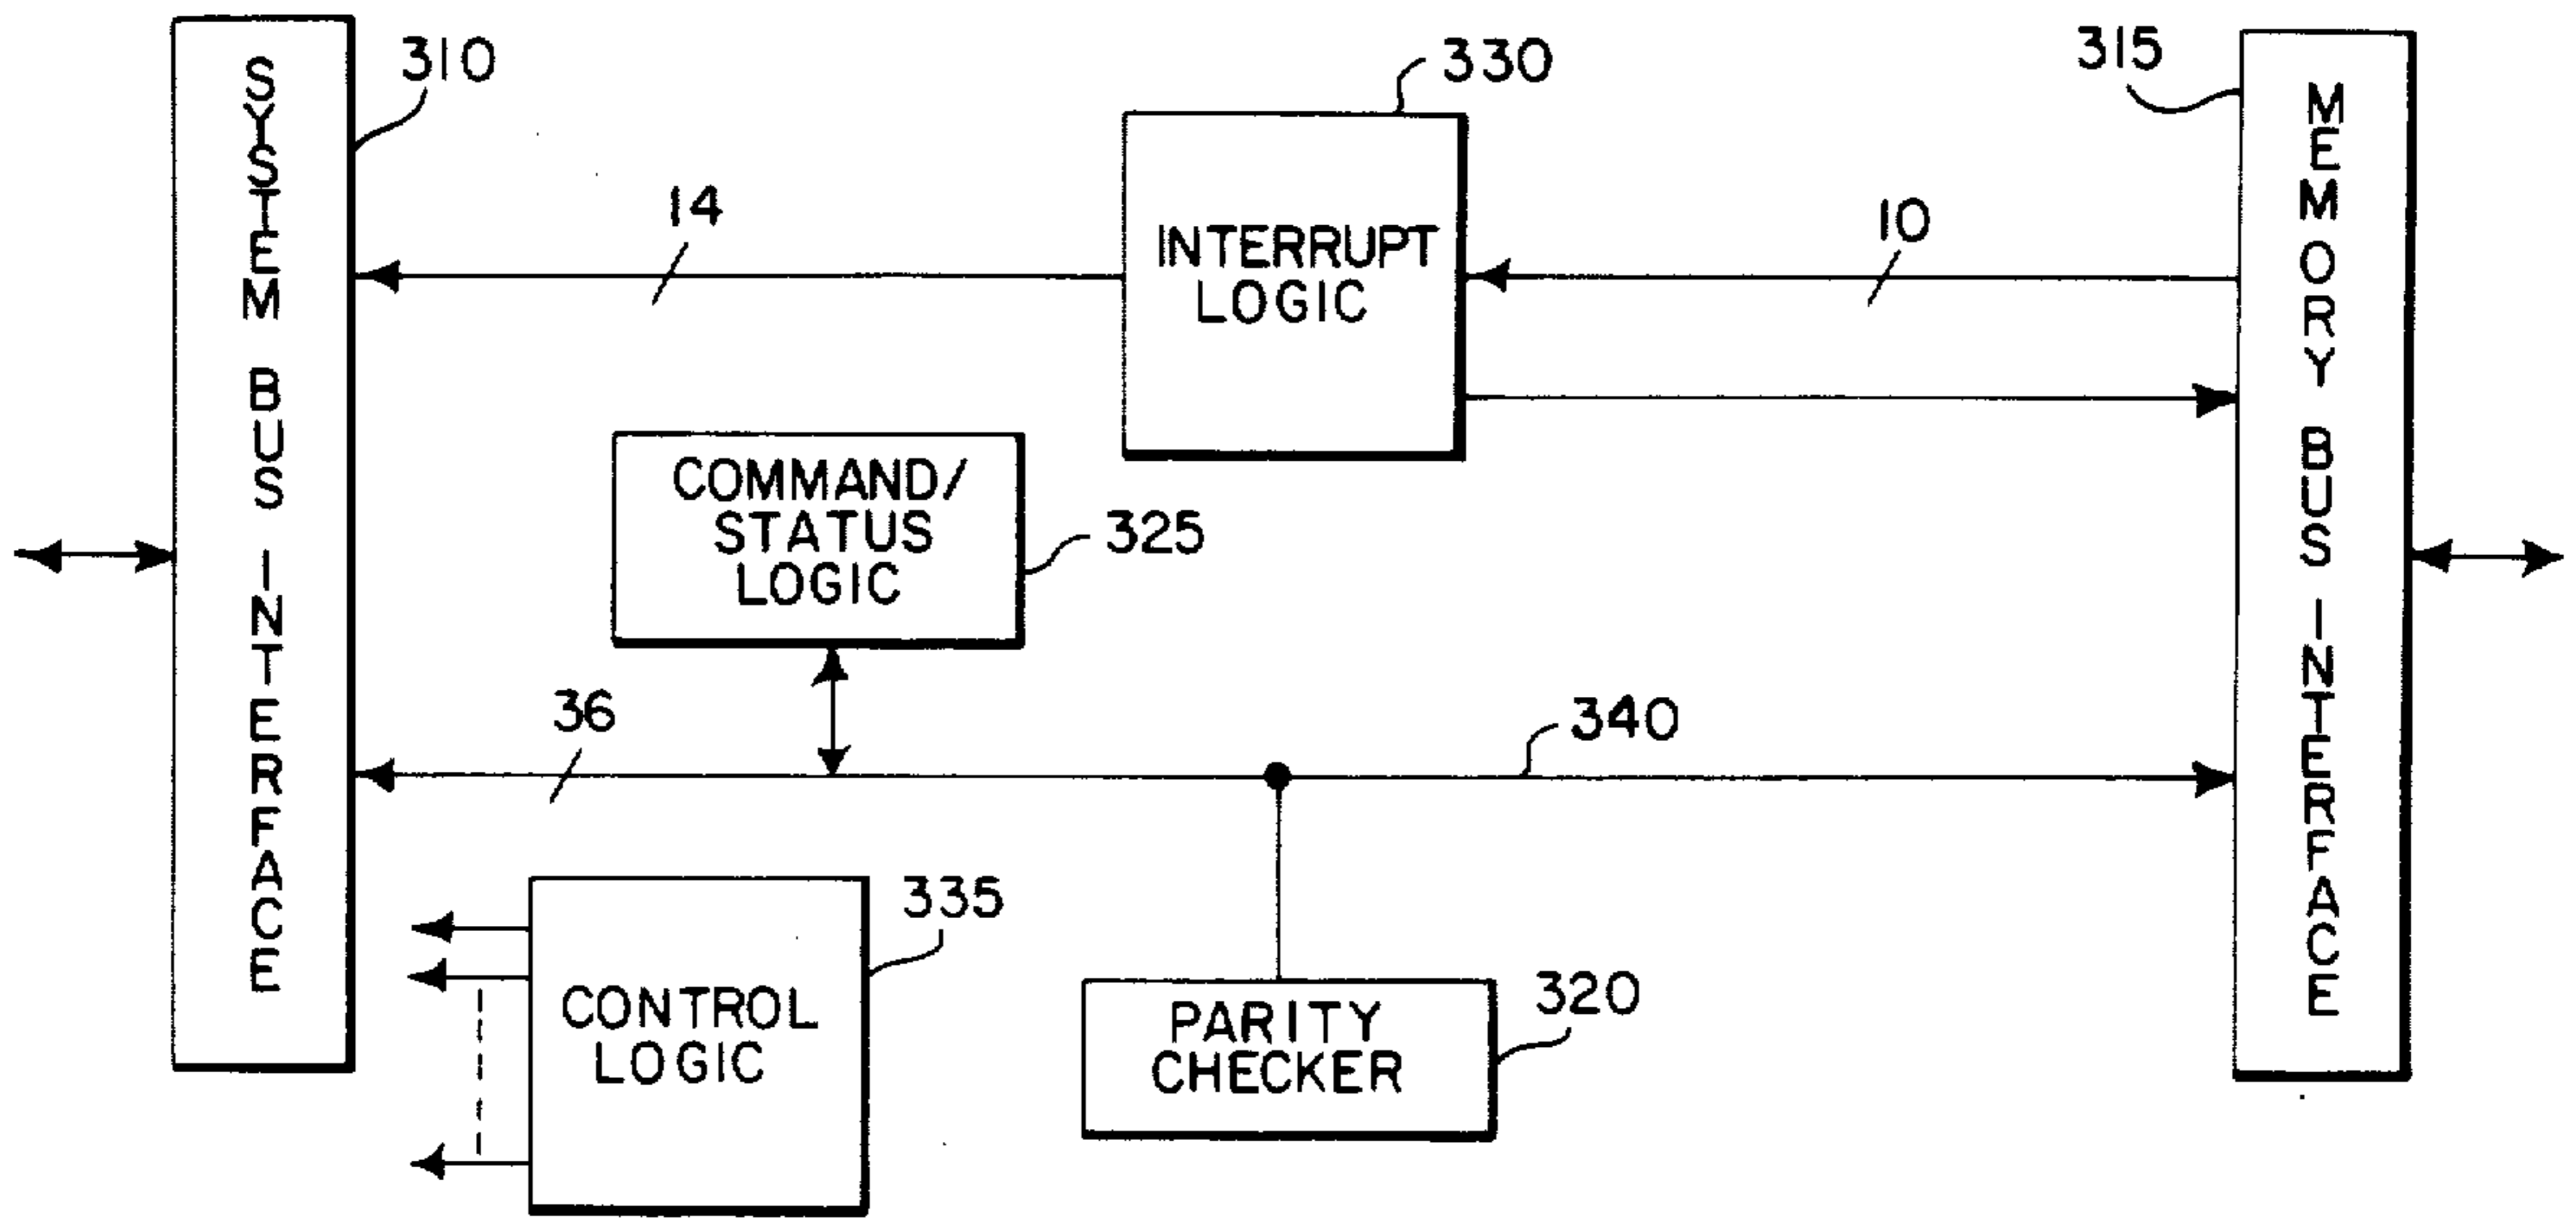 310
330
315
SYSTEM BUS INTERFACE
14
INTERRUPT
LOGIC
10
MEMORY BUS INTERFACE
COMMAND/
STATUS
LOGIC
325
36
340
335
CONTROL
LOGIC
320
PARITY
CHECKER